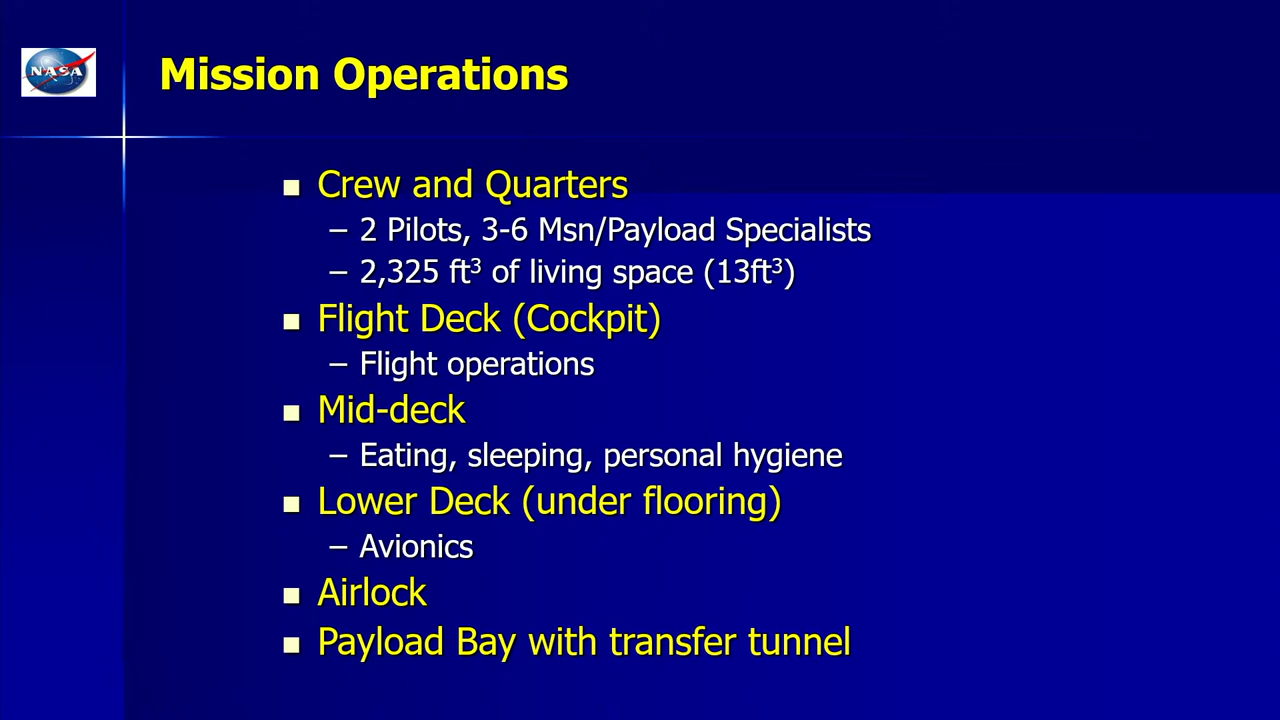 NASA
Mission Operations
Crew and Quarters
– 2 Pilots, 3-6 Msn/Payload Specialists
– 2,325 ft³ of living space (13ft³)
Flight Deck (Cockpit)
– Flight operations
Mid-deck
– Eating, sleeping, personal hygiene
Lower Deck (under flooring)
– Avionics
Airlock
Payload Bay with transfer tunnel